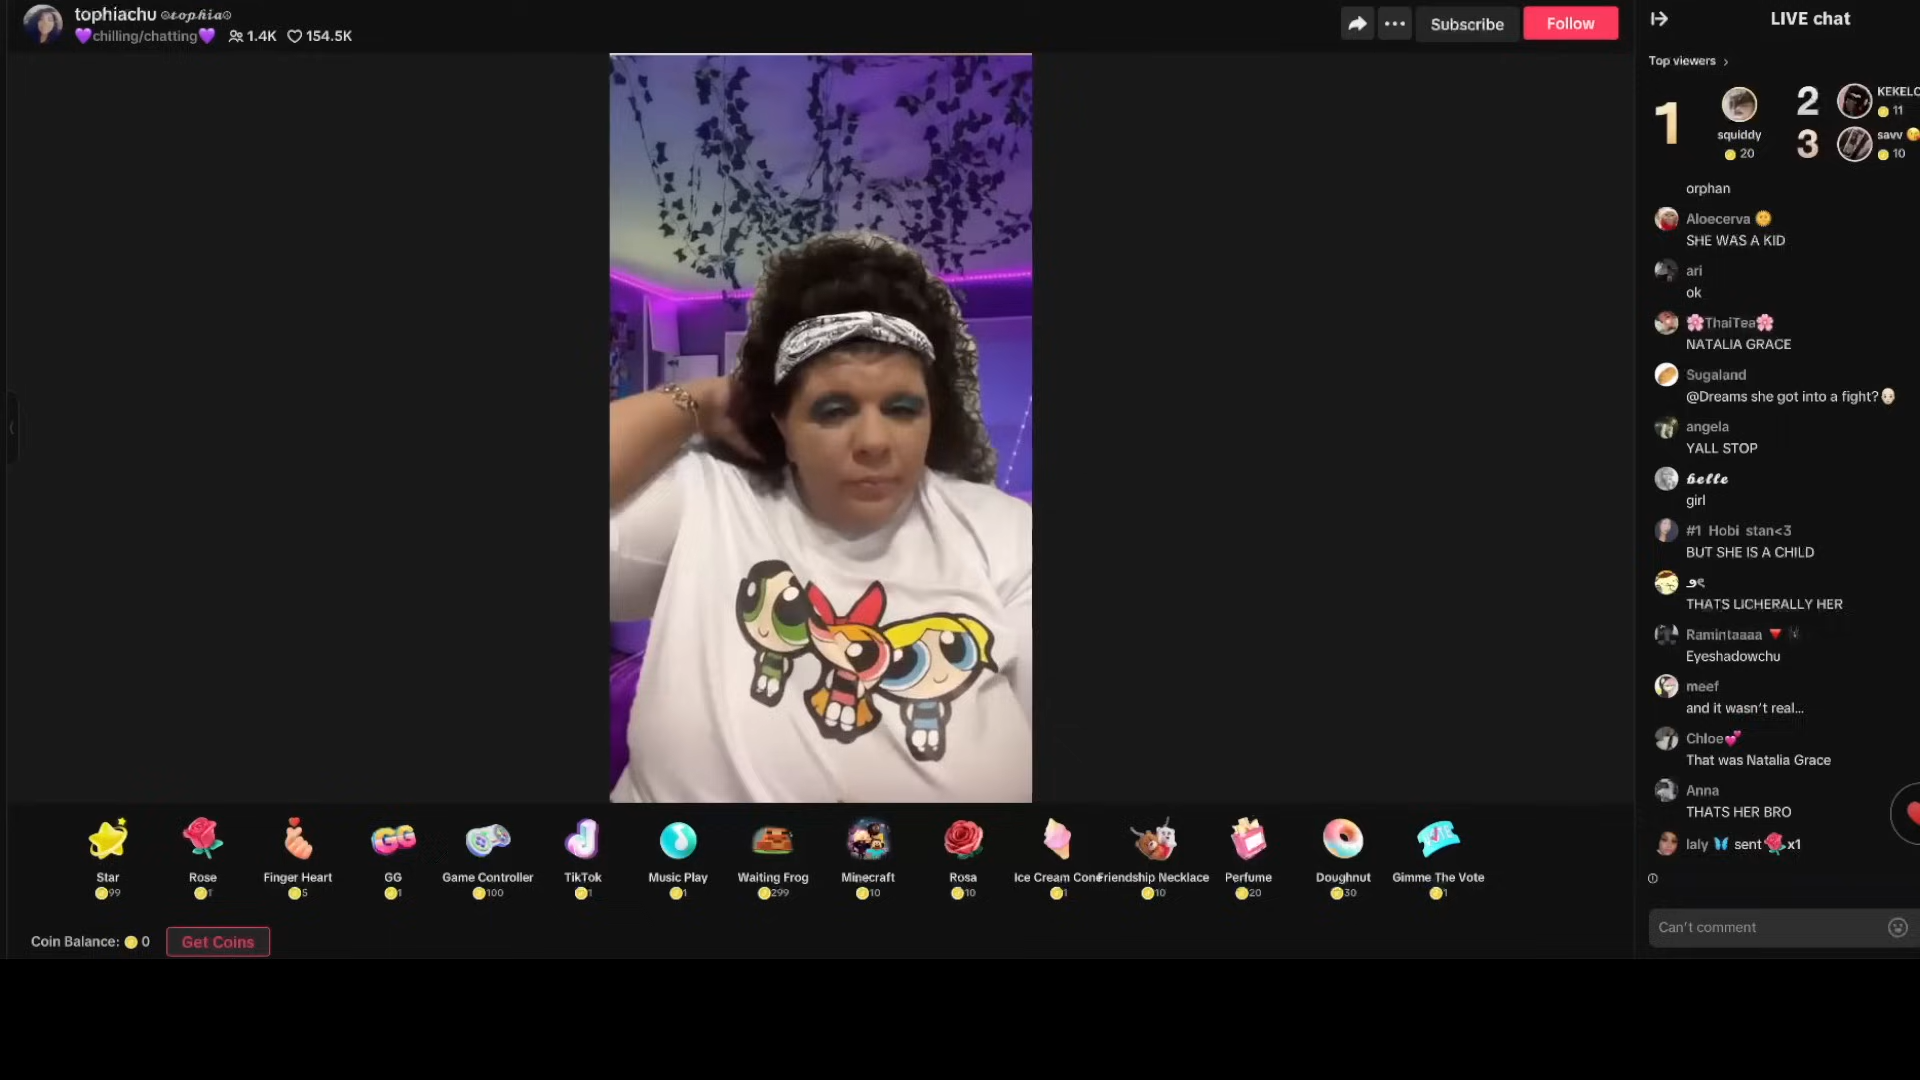 tophiachu ☺𝓽𝓸𝓹𝓱𝓲𝓪☺
💜chilling/chatting💜 1.4K 154.5K
Subscribe
Follow
LIVE chat
Top viewers
1
squiddy
20
2
KEKELC
11
3
savv 😘
10
orphan
Aloecerva 🌞
SHE WAS A KID
ari
ok
🌸ThaiTea🌸
NATALIA GRACE
Sugaland
@Dreams she got into a fight?
angela
YALL STOP
𝓫𝓮𝓵𝓵𝓮
girl
#1 Hobi stan<3
BUT SHE IS A CHILD
THATS LICHERALLY HER
Ramintaaaa 🔻
Eyeshadowchu
meef
and it wasn't real...
Chloe💕
That was Natalia Grace
Anna
THATS HER BRO
laly 🦋 sent 🌹x1
Can't comment
GG
VIP
Star
Rose
Finger Heart
GG
Game Controller
TikTok
Music Play
Waiting Frog
Minecraft
Rosa
Ice Cream Cone
Friendship Necklace
Perfume
Doughnut
Gimme The Vote
99
1
5
1
100
1
1
299
10
10
1
10
20
30
1
Coin Balance: 0
Get Coins